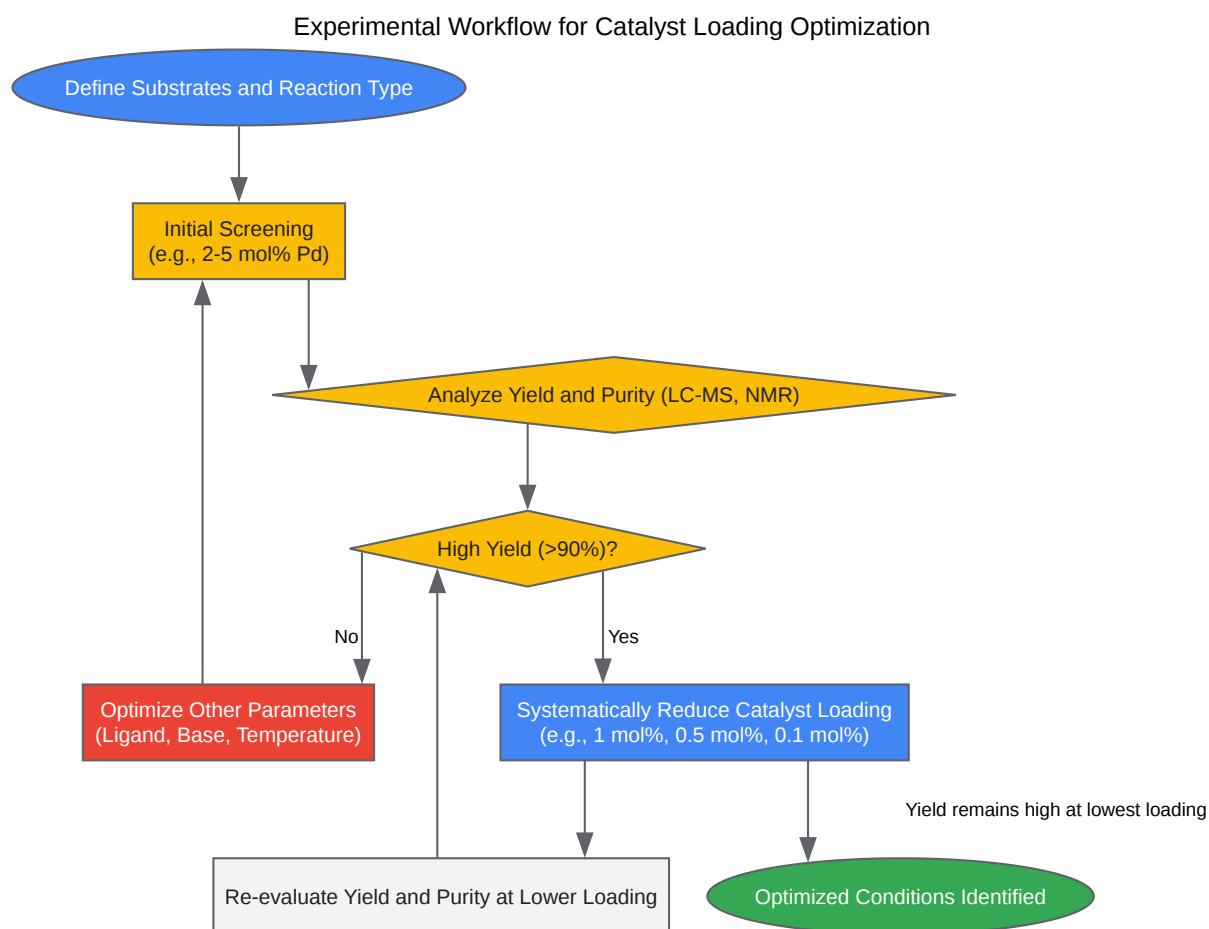 Experimental Workflow for Catalyst Loading Optimization
Define Substrates and Reaction Type
Initial Screening
(e.g., 2-5 mol% Pd)
Analyze Yield and Purity (LC-MS, NMR)
High Yield (>90%)?
No
Yes
Optimize Other Parameters
(Ligand, Base, Temperature)
Systematically Reduce Catalyst Loading
(e.g., 1 mol%, 0.5 mol%, 0.1 mol%)
Yield remains high at lowest loading
Re-evaluate Yield and Purity at Lower Loading
Optimized Conditions Identified